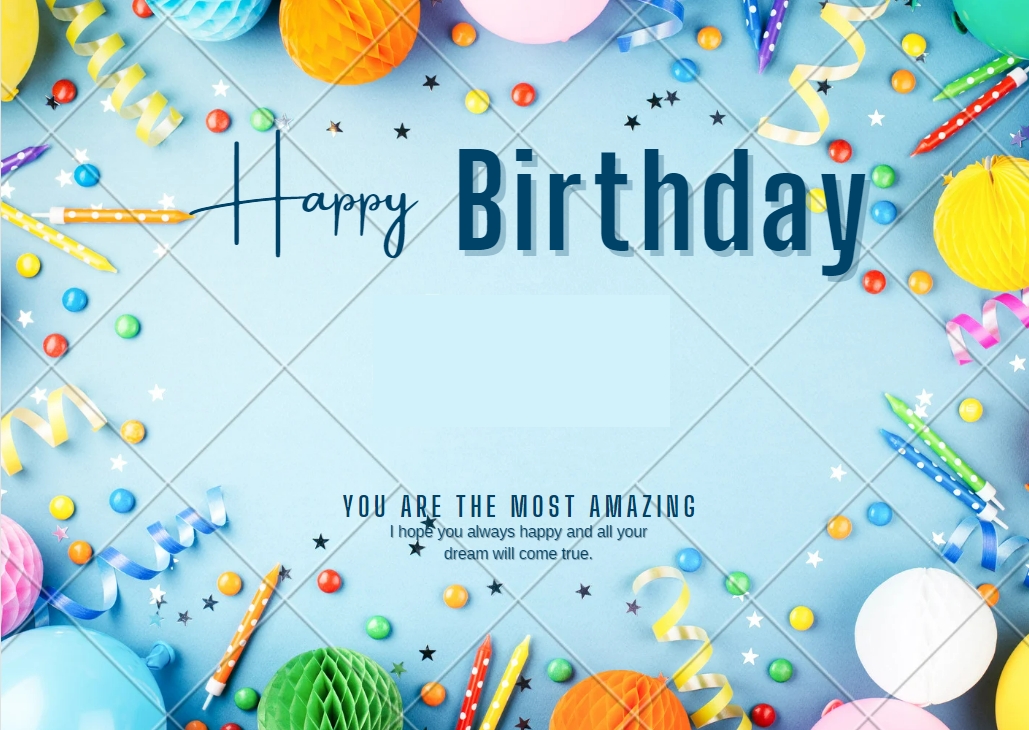 Happy Birthday
YOU ARE THE MOST AMAZING
I hope you always happy and all your
dream will come true.